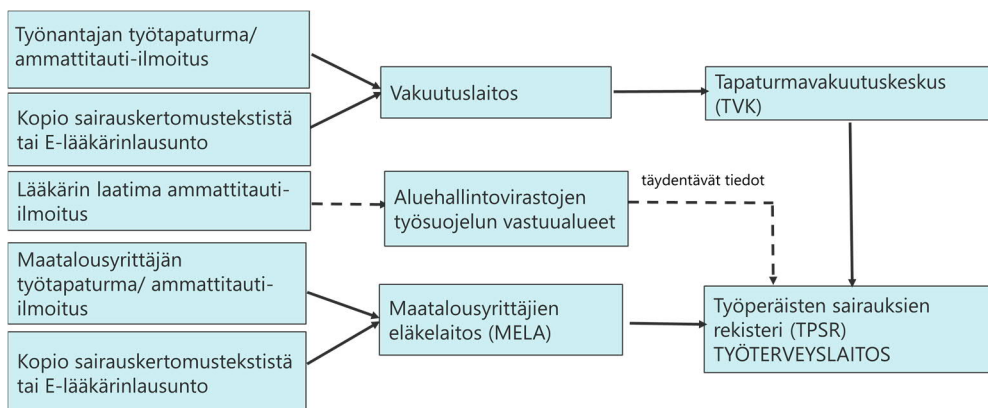 Työnantajan työtapaturma/
ammattitauti-ilmoitus
Kopio sairauskertomustekstistä
tai E-lääkärinlausunto
Vakuutuslaitos
Tapaturmavakuutuskeskus
(TVK)
Lääkärin laatima ammattitauti-
ilmoitus
Aluehallintovirastojen
työsuojelun vastuualueet
täydentävät tiedot
Maatalousyrittäjän
työtapaturma/ ammattitauti-
ilmoitus
Kopio sairauskertomustekstistä
tai E-lääkärinlausunto
Maatalousyrittäjien
eläkelaitos (MELA)
Työperäisten sairauksien
rekisteri (TPSR)
TYÖTERVEYSLAITOS